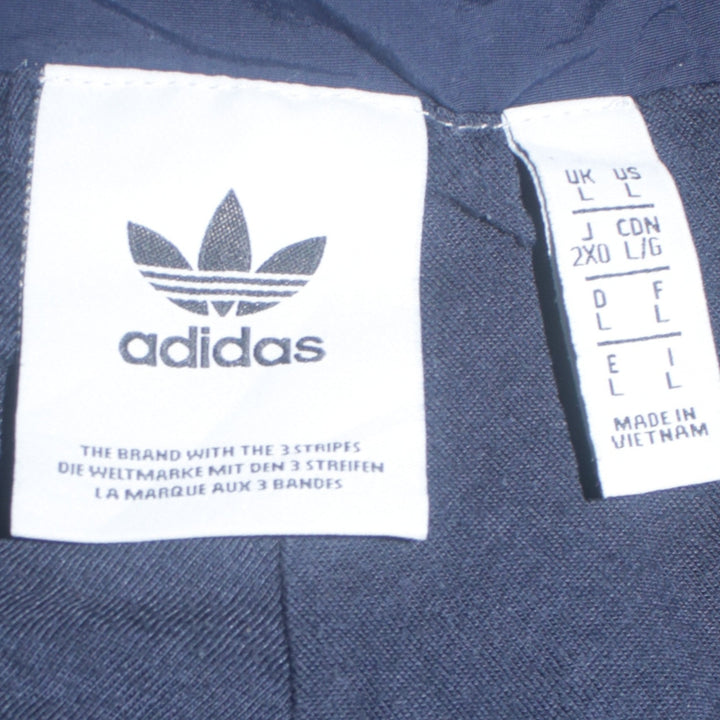 adidas
THE BRAND WITH THE 3 STRIPES
DIE WELTMARKE MIT DEN 3 STREIFEN
LA MARQUE AUX 3 BANDES
UK US
L L
J CDN
2XO L/G
D F
L L
E I
L L
MADE IN
VIETNAM